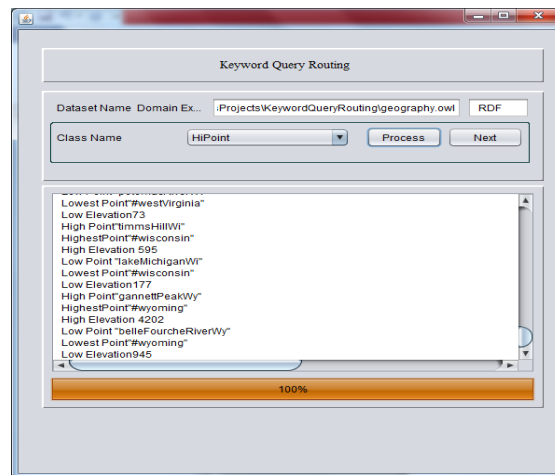 Keyword Query Routing
Dataset Name Domain Ex... :Projects\KeywordQueryRouting\geography.owl RDF
Class Name HiPoint Process Next
Lowest Point"#westVirginia"
Low Elevation73
High Point"timmsHillWi"
HighestPoint"#wisconsin"
High Elevation 595
Low Point "lakeMichiganWi"
Lowest Point"#wisconsin"
Low Elevation177
High Point"gannettPeakWy"
HighestPoint"#wyoming"
High Elevation 4202
Low Point "belleFourcheRiverWy"
Lowest Point"#wyoming"
Low Elevation945
100%